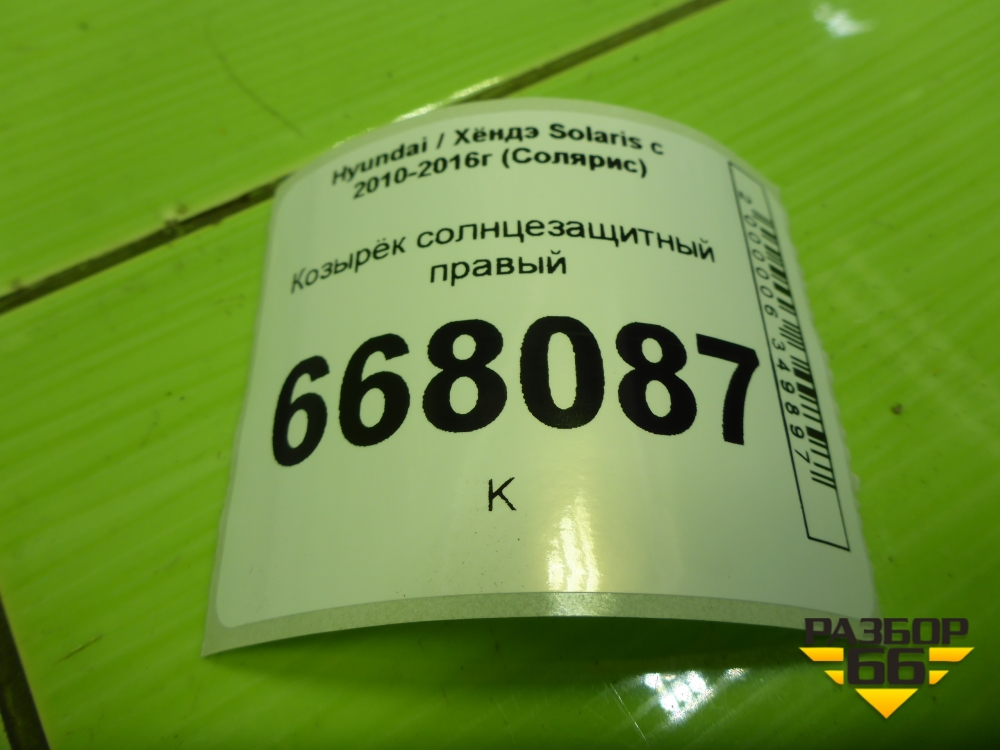 Hyundai / Хёндэ Solaris с
2010-2016г (Солярис)
Козырёк солнцезащитный
правый
668087
К
2000006349897
РАЗБОР
66